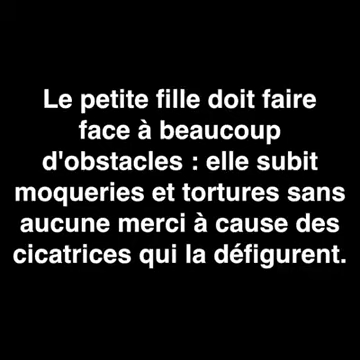 Le petite fille doit faire
face à beaucoup
d'obstacles : elle subit
moqueries et tortures sans
aucune merci à cause des
cicatrices qui la défigurent.